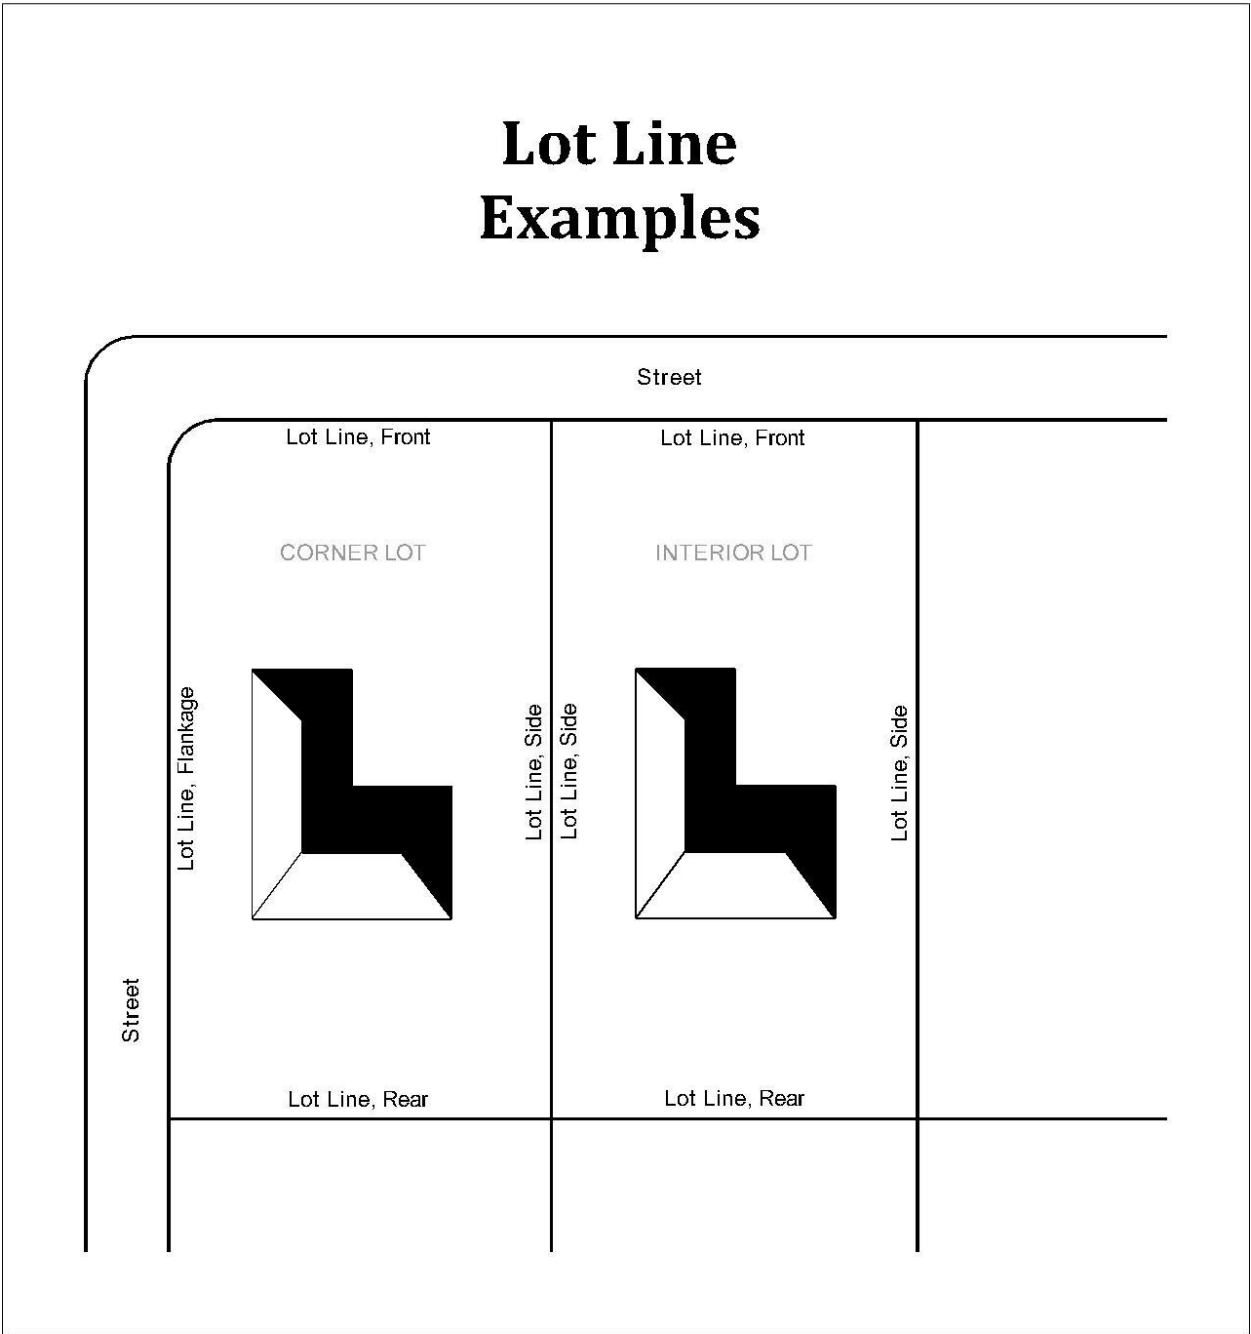 Lot Line
Examples
Street
Lot Line, Front
Lot Line, Front
CORNER LOT
INTERIOR LOT
Lot Line, Flankage
Lot Line, Side
Lot Line, Side
Lot Line, Side
Street
Lot Line, Rear
Lot Line, Rear